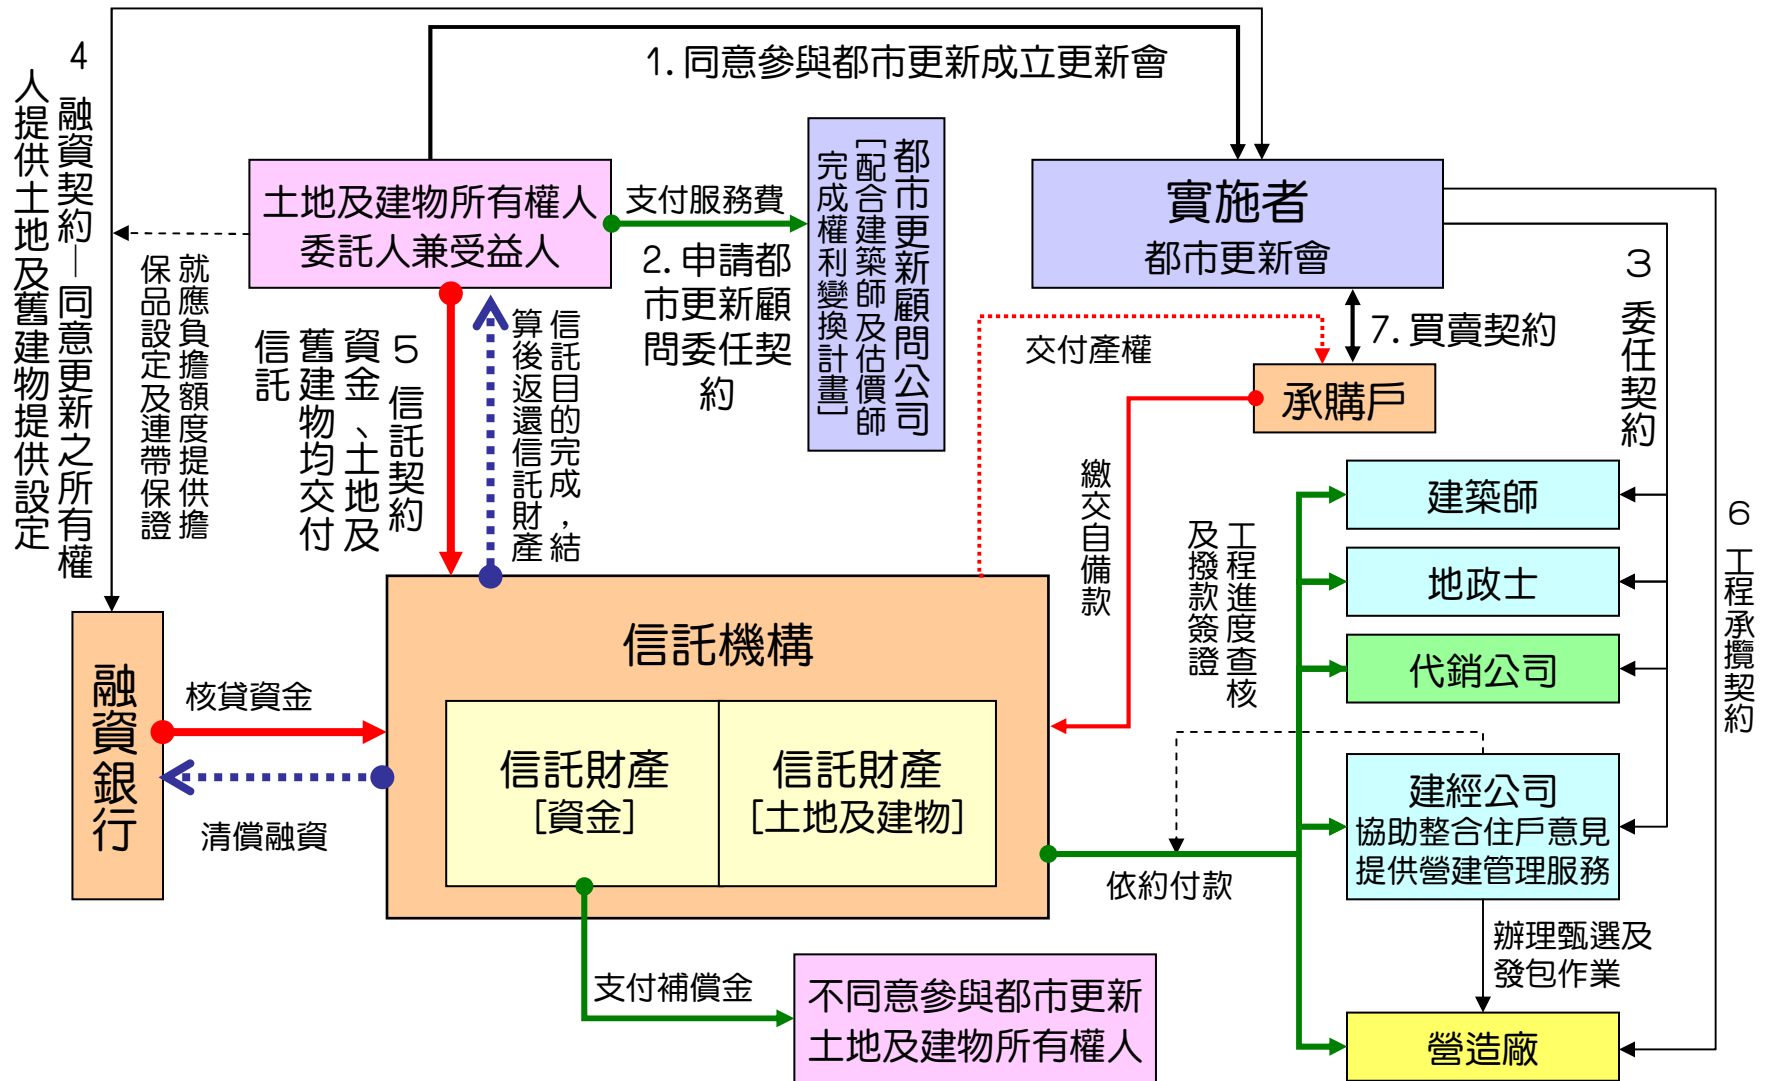 1.同意參與都市更新成立更新會
4 融資契約—同意更新之所有權
人提供土地及舊建物提供設定
土地及建物所有權人
委託人兼受益人
支付服務費
2.申請都
市更新顧
問委任契
約
都市更新顧問公司
[配合建築師及估價師
完成權利變換計畫]
實施者
都市更新會
就應負擔額度提供擔
保品設定及連帶保證
5 信託契約
資金、土地及
舊建物均交付
信託
信託目的完成,結
算後返還信託財產
交付產權
7.買賣契約
承購戶
3 委任契約
繳交自備款
工程進度查核
及撥款簽證
建築師
地政士
代銷公司
建經公司
協助整合住戶意見
提供營建管理服務
6 工程承攬契約
融資銀行
核貸資金
清償融資
信託機構
信託財產
[資金]
信託財產
[土地及建物]
依約付款
辦理甄選及
發包作業
支付補償金
不同意參與都市更新
土地及建物所有權人
營造廠